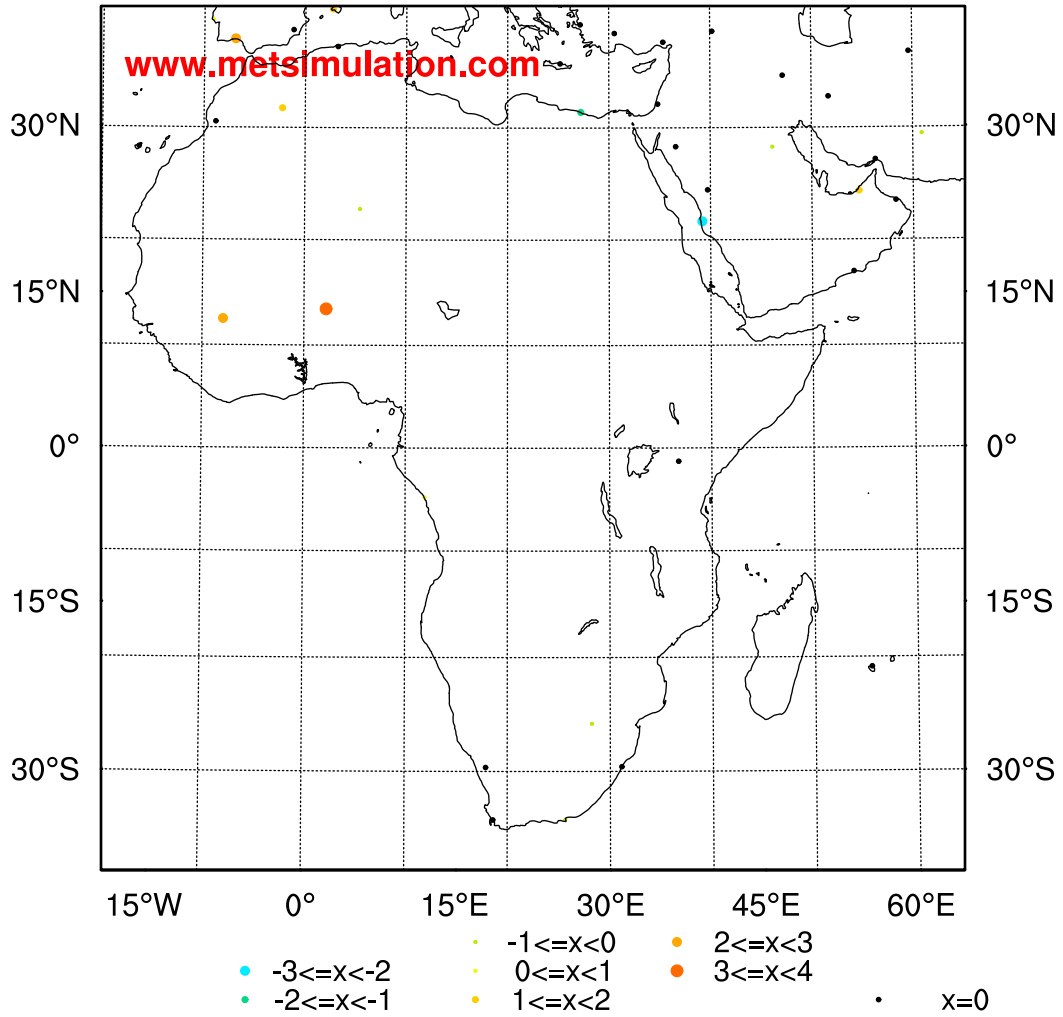 www.metsimulation.com
30°N 30°N
15°N 15°N
0° 0°
15°S 15°S
30°S 30°S
15°W 0° 15°E 30°E 45°E 60°E
-1<=x<0 2<=x<3
-3<=x<-2 0<=x<1 3<=x<4
-2<=x<-1 1<=x<2 x=0